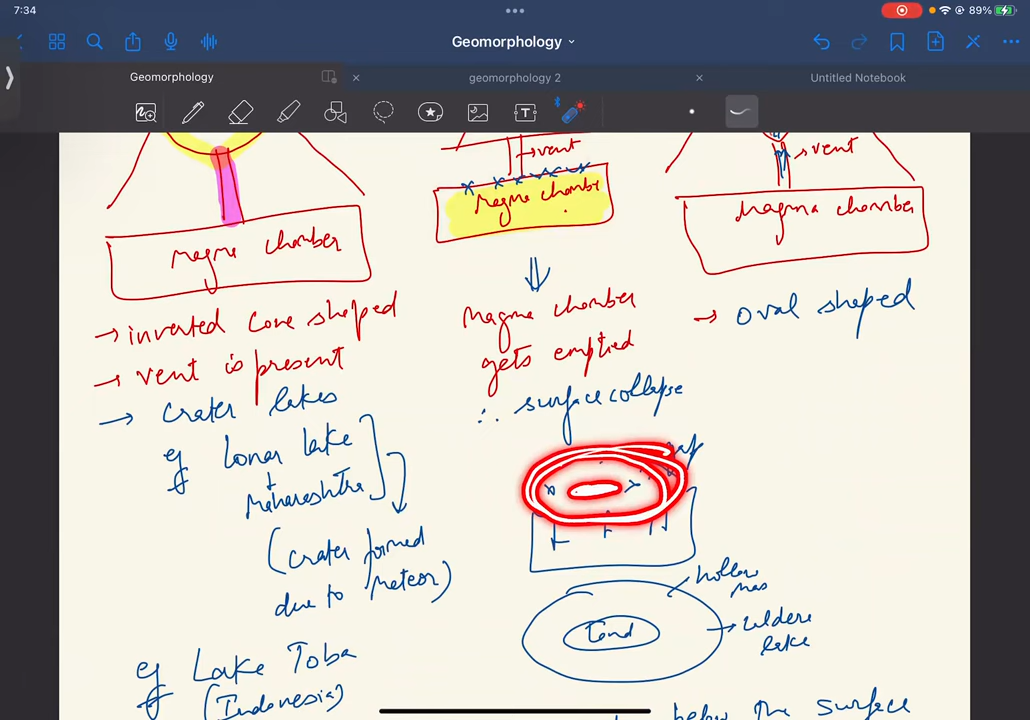 7:34
89%
Geomorphology
Geomorphology
geomorphology 2
Untitled Notebook
vent
vent
Magma chamber
Magma chamber
Magma chamber
→ inverted cone shaped
→ vent is present
→ crater lakes
eg Lonar lake
Maharashtra
(crater formed
due to Meteor)
eg Lake Toba
(Indonesia)
Magma chamber
gets emptied
∴ surface collapse
hollow
land
caldera
lake
→ oval shaped
below the surface